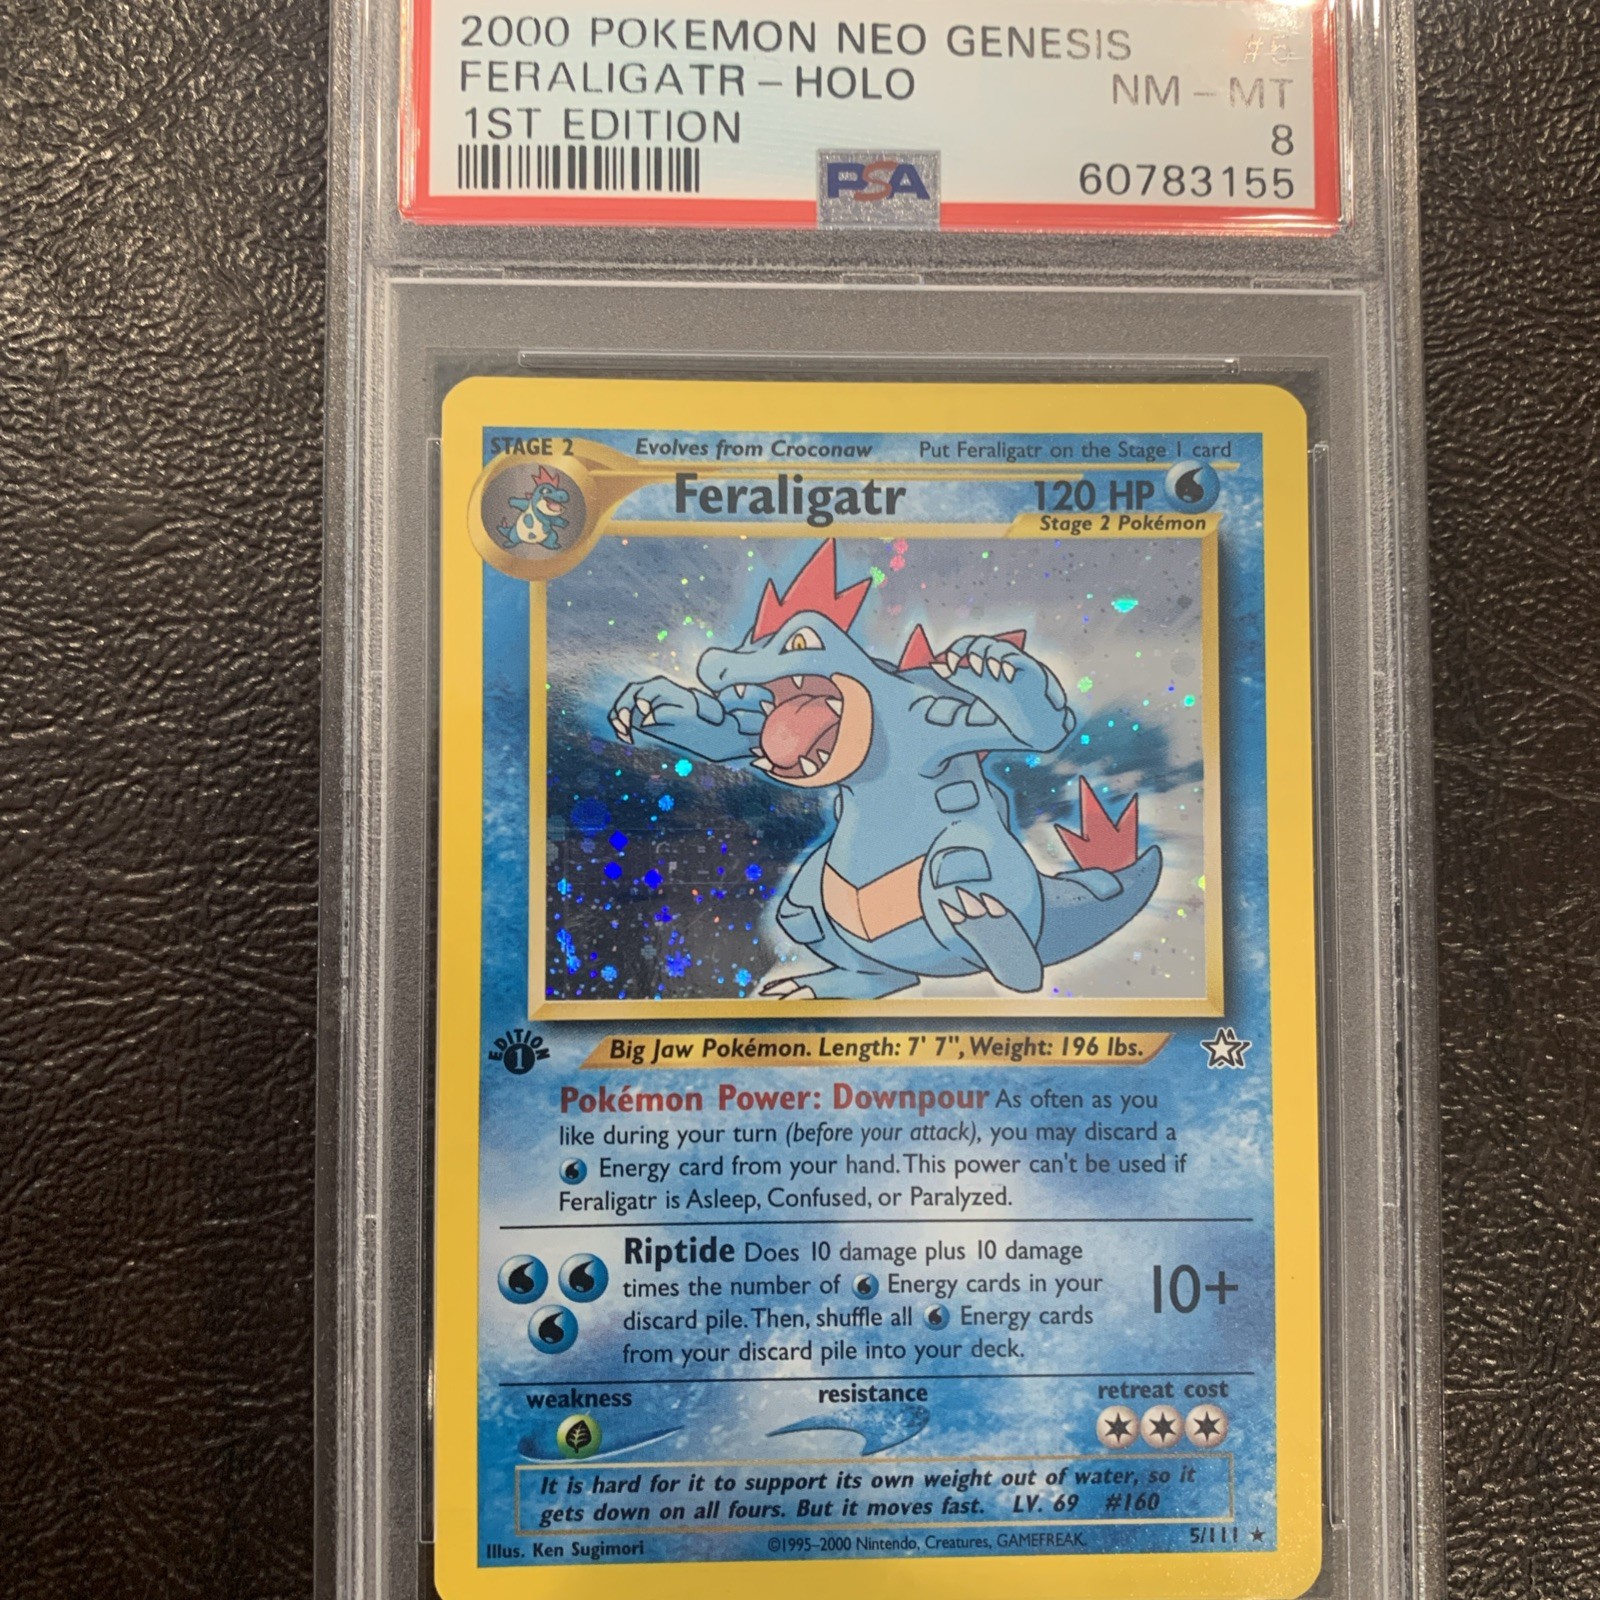 2000 POKEMON NEO GENESIS #5
FERALIGATR - HOLO NM - MT
1ST EDITION 8
PSA 60783155
STAGE 2 Evolves from Croconaw Put Feraligatr on the Stage 1 card
Feraligatr 120 HP
Stage 2 Pokémon
EDITION 1
Big Jaw Pokémon. Length: 7' 7", Weight: 196 lbs.
Pokémon Power: Downpour As often as you
like during your turn (before your attack), you may discard a
Energy card from your hand. This power can't be used if
Feraligatr is Asleep, Confused, or Paralyzed.
Riptide Does 10 damage plus 10 damage
times the number of Energy cards in your
discard pile. Then, shuffle all Energy cards
from your discard pile into your deck.
10+
weakness resistance retreat cost
It is hard for it to support its own weight out of water, so it
gets down on all fours. But it moves fast. LV. 69 #160
Illus. Ken Sugimori ©1995-2000 Nintendo, Creatures, GAMEFREAK. 5/111 ★